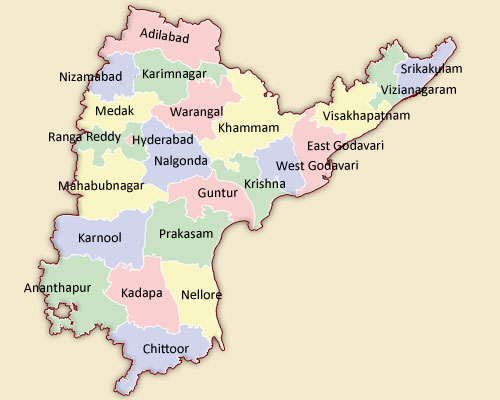 Adilabad
Nizamabad
Karimnagar
Srikakulam
Vizianagaram
Medak
Warangal
Visakhapatnam
Khammam
Ranga Reddy
Hyderabad
East Godavari
Nalgonda
West Godavari
Mahabubnagar
Guntur
Krishna
Karnool
Prakasam
Ananthapur
Kadapa
Nellore
Chittoor